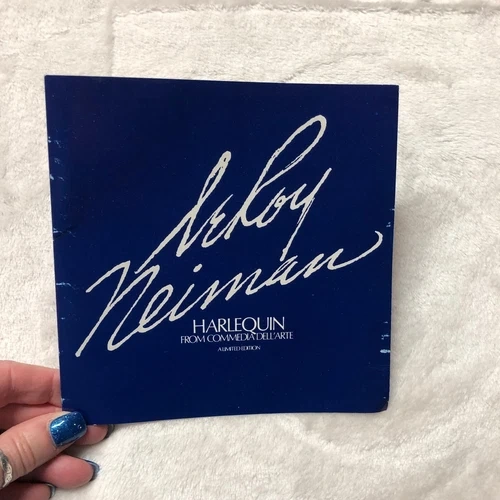 LeRoy
Neiman
HARLEQUIN
FROM COMMEDIA DELL'ARTE
A LIMITED EDITION